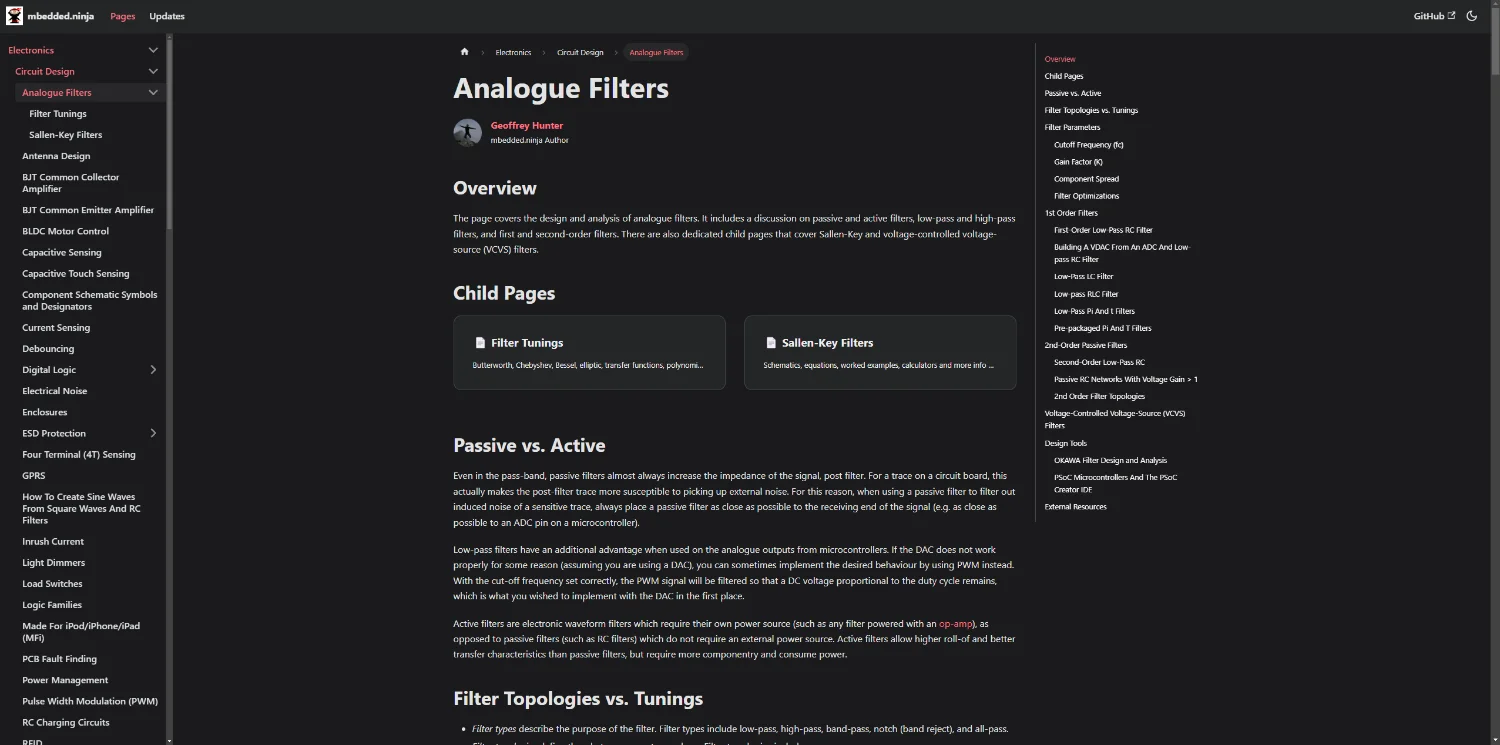 mbedded.ninja Pages Updates GitHub
Electronics
Circuit Design
Analogue Filters
Filter Tunings
Sallen-Key Filters
Antenna Design
BJT Common Collector
Amplifier
BJT Common Emitter Amplifier
BLDC Motor Control
Capacitive Sensing
Capacitive Touch Sensing
Component Schematic Symbols
and Designators
Current Sensing
Debouncing
Digital Logic
Electrical Noise
Enclosures
ESD Protection
Four Terminal (4T) Sensing
GPRS
How To Create Sine Waves
From Square Waves And RC
Filters
Inrush Current
Light Dimmers
Load Switches
Logic Families
Made For iPod/iPhone/iPad
(MFi)
PCB Fault Finding
Power Management
Pulse Width Modulation (PWM)
RC Charging Circuits
RFID
Electronics Circuit Design Analogue Filters
Analogue Filters
Geoffrey Hunter
mbedded.ninja Author
Overview
The page covers the design and analysis of analogue filters. It includes a discussion on passive and active filters, low-pass and high-pass
filters, and first and second-order filters. There are also dedicated child pages that cover Sallen-Key and voltage-controlled voltage-
source (VCVS) filters.
Child Pages
Filter Tunings
Butterworth, Chebyshev, Bessel, elliptic, transfer functions, polynomi...
Sallen-Key Filters
Schematics, equations, worked examples, calculators and more info ...
Passive vs. Active
Even in the pass-band, passive filters almost always increase the impedance of the signal, post filter. For a trace on a circuit board, this
actually makes the post-filter trace more susceptible to picking up external noise. For this reason, when using a passive filter to filter out
induced noise of a sensitive trace, always place a passive filter as close as possible to the receiving end of the signal (e.g. as close as
possible to an ADC pin on a microcontroller).
Low-pass filters have an additional advantage when used on the analogue outputs from microcontrollers. If the DAC does not work
properly for some reason (assuming you are using a DAC), you can sometimes implement the desired behaviour by using PWM instead.
With the cut-off frequency set correctly, the PWM signal will be filtered so that a DC voltage proportional to the duty cycle remains,
which is what you wished to implement with the DAC in the first place.
Active filters are electronic waveform filters which require their own power source (such as any filter powered with an op-amp), as
opposed to passive filters (such as RC filters) which do not require an external power source. Active filters allow higher roll-of and better
transfer characteristics than passive filters, but require more componentry and consume power.
Filter Topologies vs. Tunings
Filter types describe the purpose of the filter. Filter types include low-pass, high-pass, band-pass, notch (band reject), and all-pass.
Overview
Child Pages
Passive vs. Active
Filter Topologies vs. Tunings
Filter Parameters
Cutoff Frequency (fc)
Gain Factor (K)
Component Spread
Filter Optimizations
1st Order Filters
First-Order Low-Pass RC Filter
Building A VDAC From An ADC And Low-
pass RC Filter
Low-Pass LC Filter
Low-pass RLC Filter
Low-Pass Pi And t Filters
Pre-packaged Pi And T Filters
2nd-Order Passive Filters
Second-Order Low-Pass RC
Passive RC Networks With Voltage Gain > 1
2nd Order Filter Topologies
Voltage-Controlled Voltage-Source (VCVS)
Filters
Design Tools
OKAWA Filter Design and Analysis
PSoC Microcontrollers And The PSoC
Creator IDE
External Resources